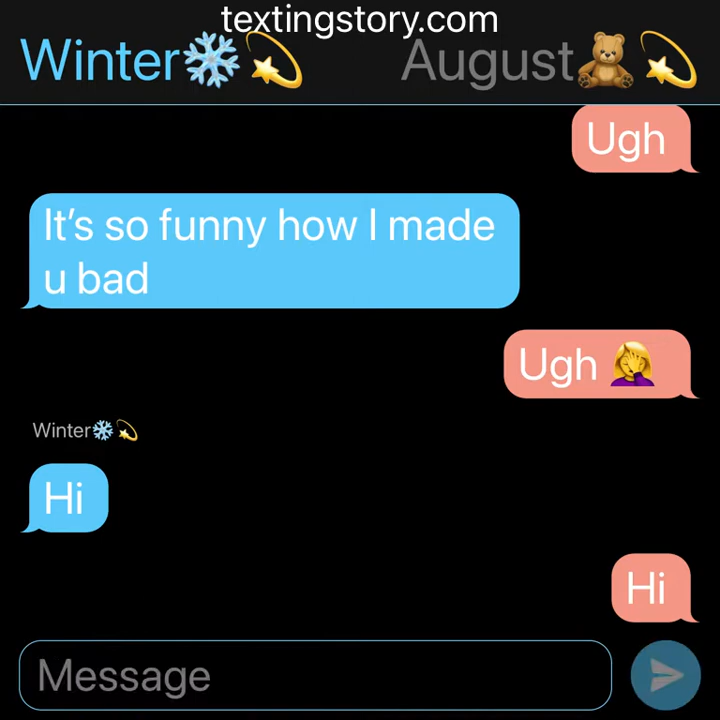 textingstory.com
Winter❄️💫 August🧸💫
Ugh
It’s so funny how I made
u bad
Ugh 🤦‍♀️
Winter❄️💫
Hi
Hi
Message